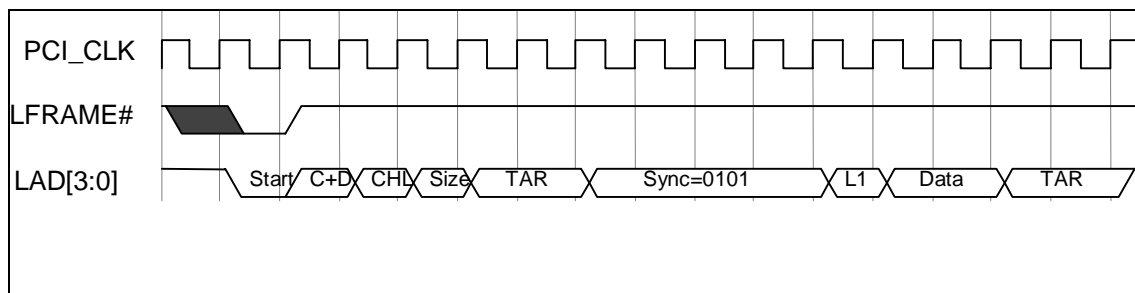 PCI_CLK
LFRAME#
LAD[3:0]
Start C+D CHL Size TAR Sync=0101 L1 Data TAR